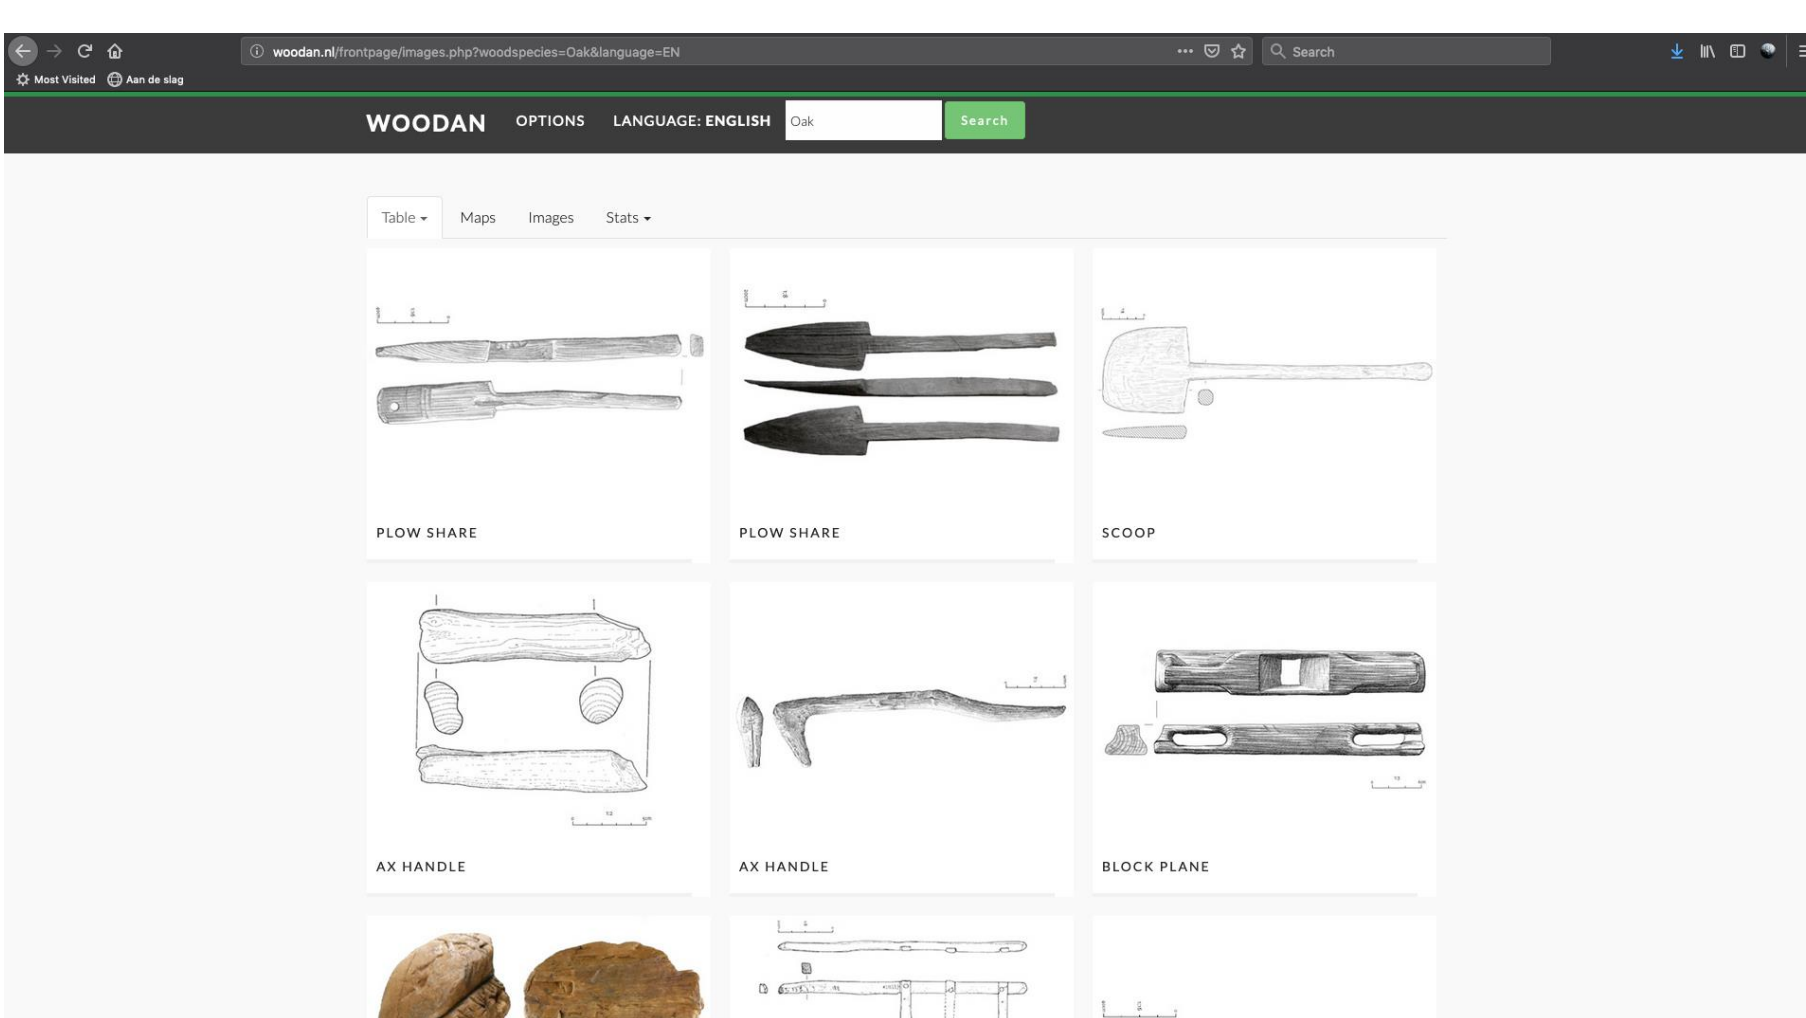 woodan.nl/frontpage/images.php?woodspecies=Oak&language=EN
Search
Most Visited
Aan de slag
WOODAN OPTIONS LANGUAGE: ENGLISH Oak Search
Table Maps Images Stats
PLOW SHARE
PLOW SHARE
SCOOP
AX HANDLE
AX HANDLE
BLOCK PLANE